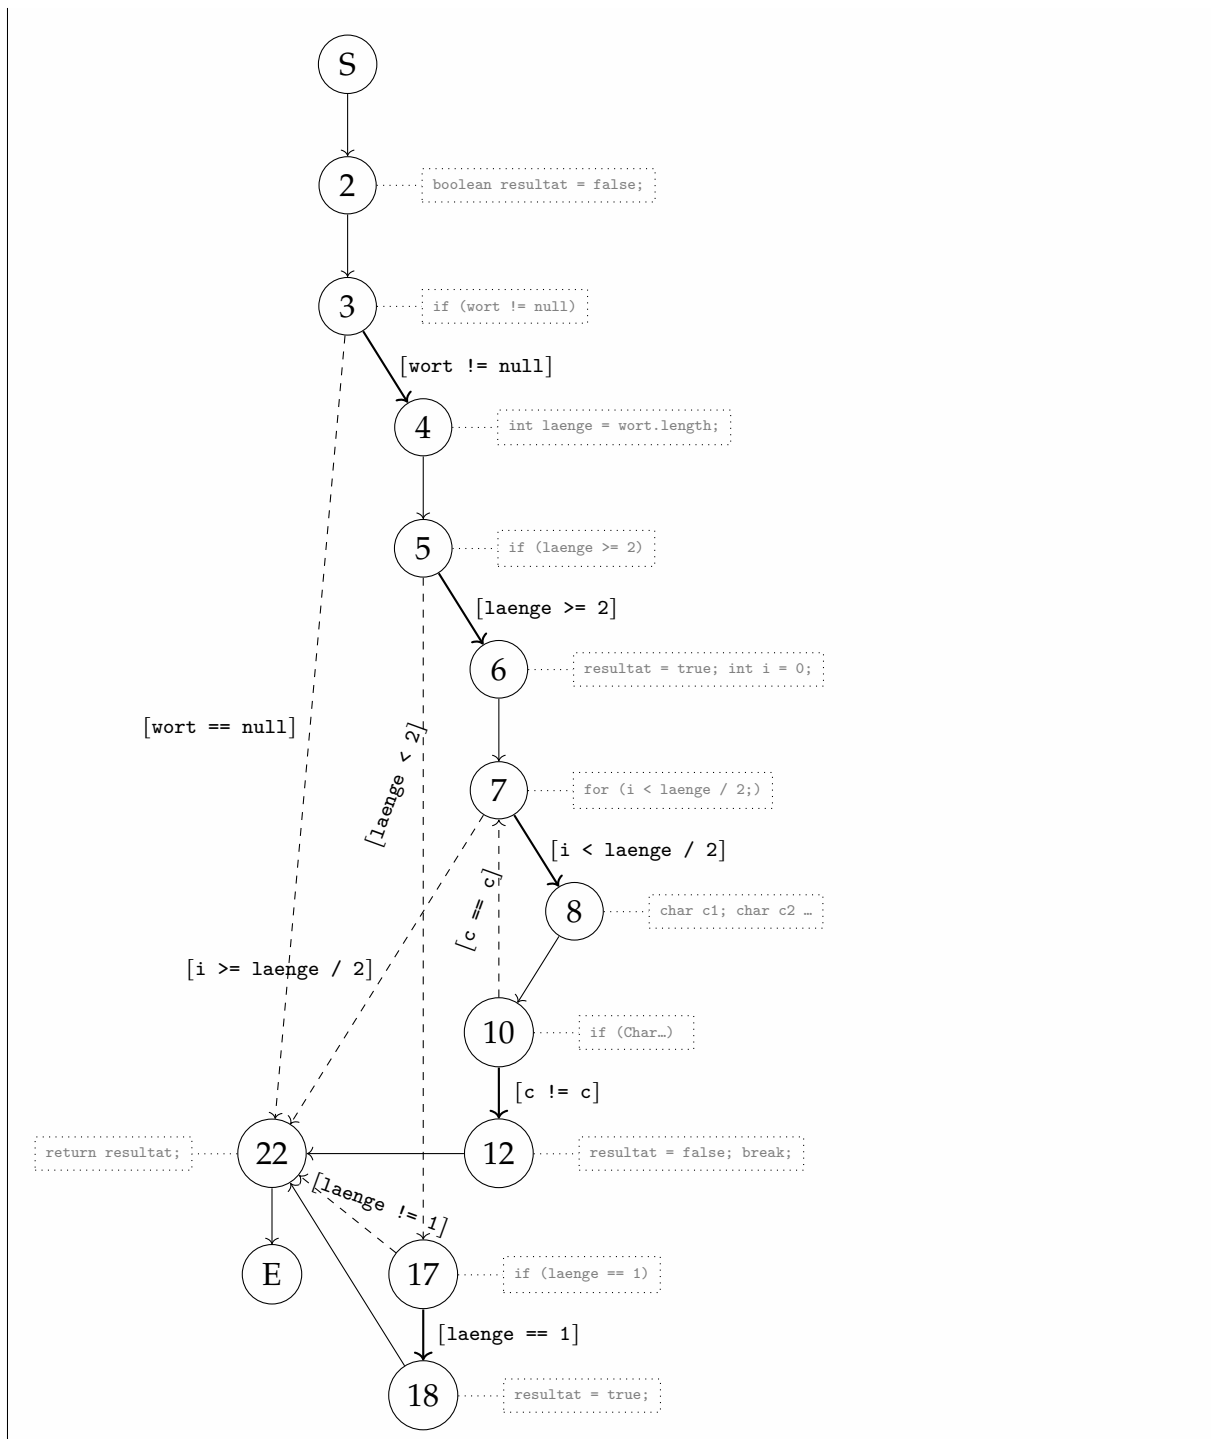 S
2
boolean resultat = false;
3
if (wort != null)
[wort != null]
4
int laenge = wort.length;
5
if (laenge >= 2)
[laenge >= 2]
6
resultat = true; int i = 0;
[wort == null]
[laenge < 2]
7
for (i < laenge / 2;)
[i < laenge / 2]
[c == c]
8
char c1; char c2 …
[i >= laenge / 2]
10
if (Char…)
[c != c]
return resultat;
22
12
resultat = false; break;
[laenge != 1]
E
17
if (laenge == 1)
[laenge == 1]
18
resultat = true;